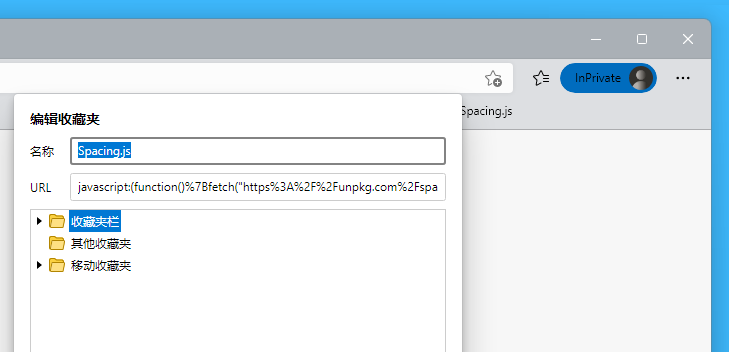 InPrivate
Spacing.js
编辑收藏夹
名称 Spacing.js
URL javascript:(function()%7Bfetch("https%3A%2F%2Funpkg.com%2Fspa
收藏夹栏
其他收藏夹
移动收藏夹